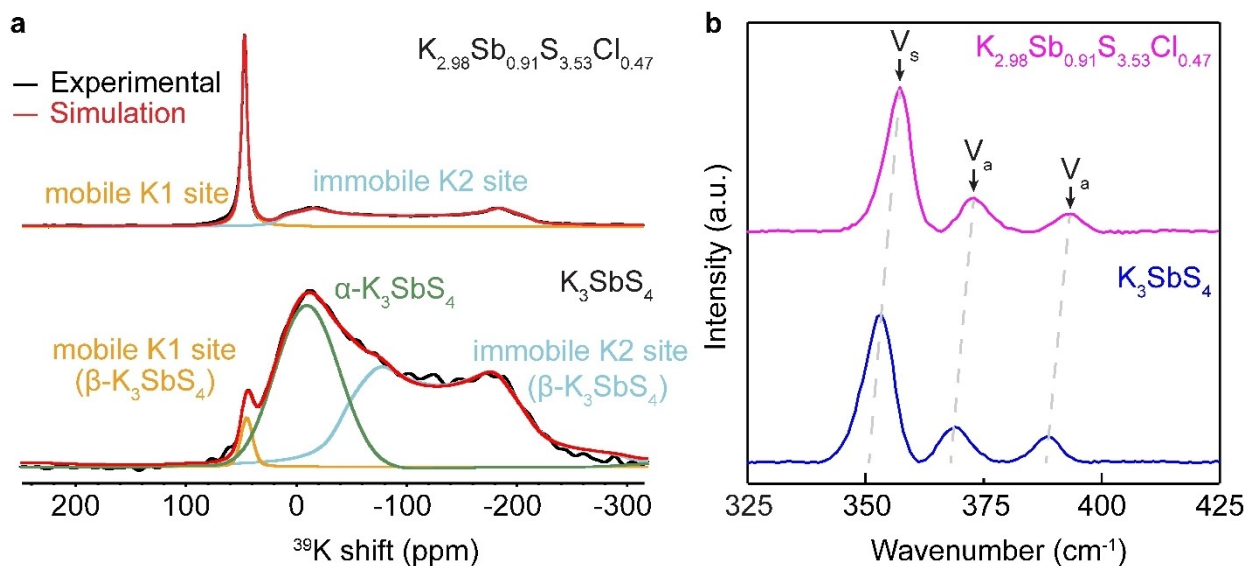 a
K₂.₉₈Sb₀.₉₁S₃.₅₃Cl₀.₄₇
Experimental
Simulation
mobile K1 site
immobile K2 site
α-K₃SbS₄
K₃SbS₄
mobile K1 site
(β-K₃SbS₄)
immobile K2 site
(β-K₃SbS₄)
200 100 0 -100 -200 -300
³⁹K shift (ppm)
b
Vₛ
K₂.₉₈Sb₀.₉₁S₃.₅₃Cl₀.₄₇
Vₐ
Vₐ
K₃SbS₄
Intensity (a.u.)
325 350 375 400 425
Wavenumber (cm⁻¹)